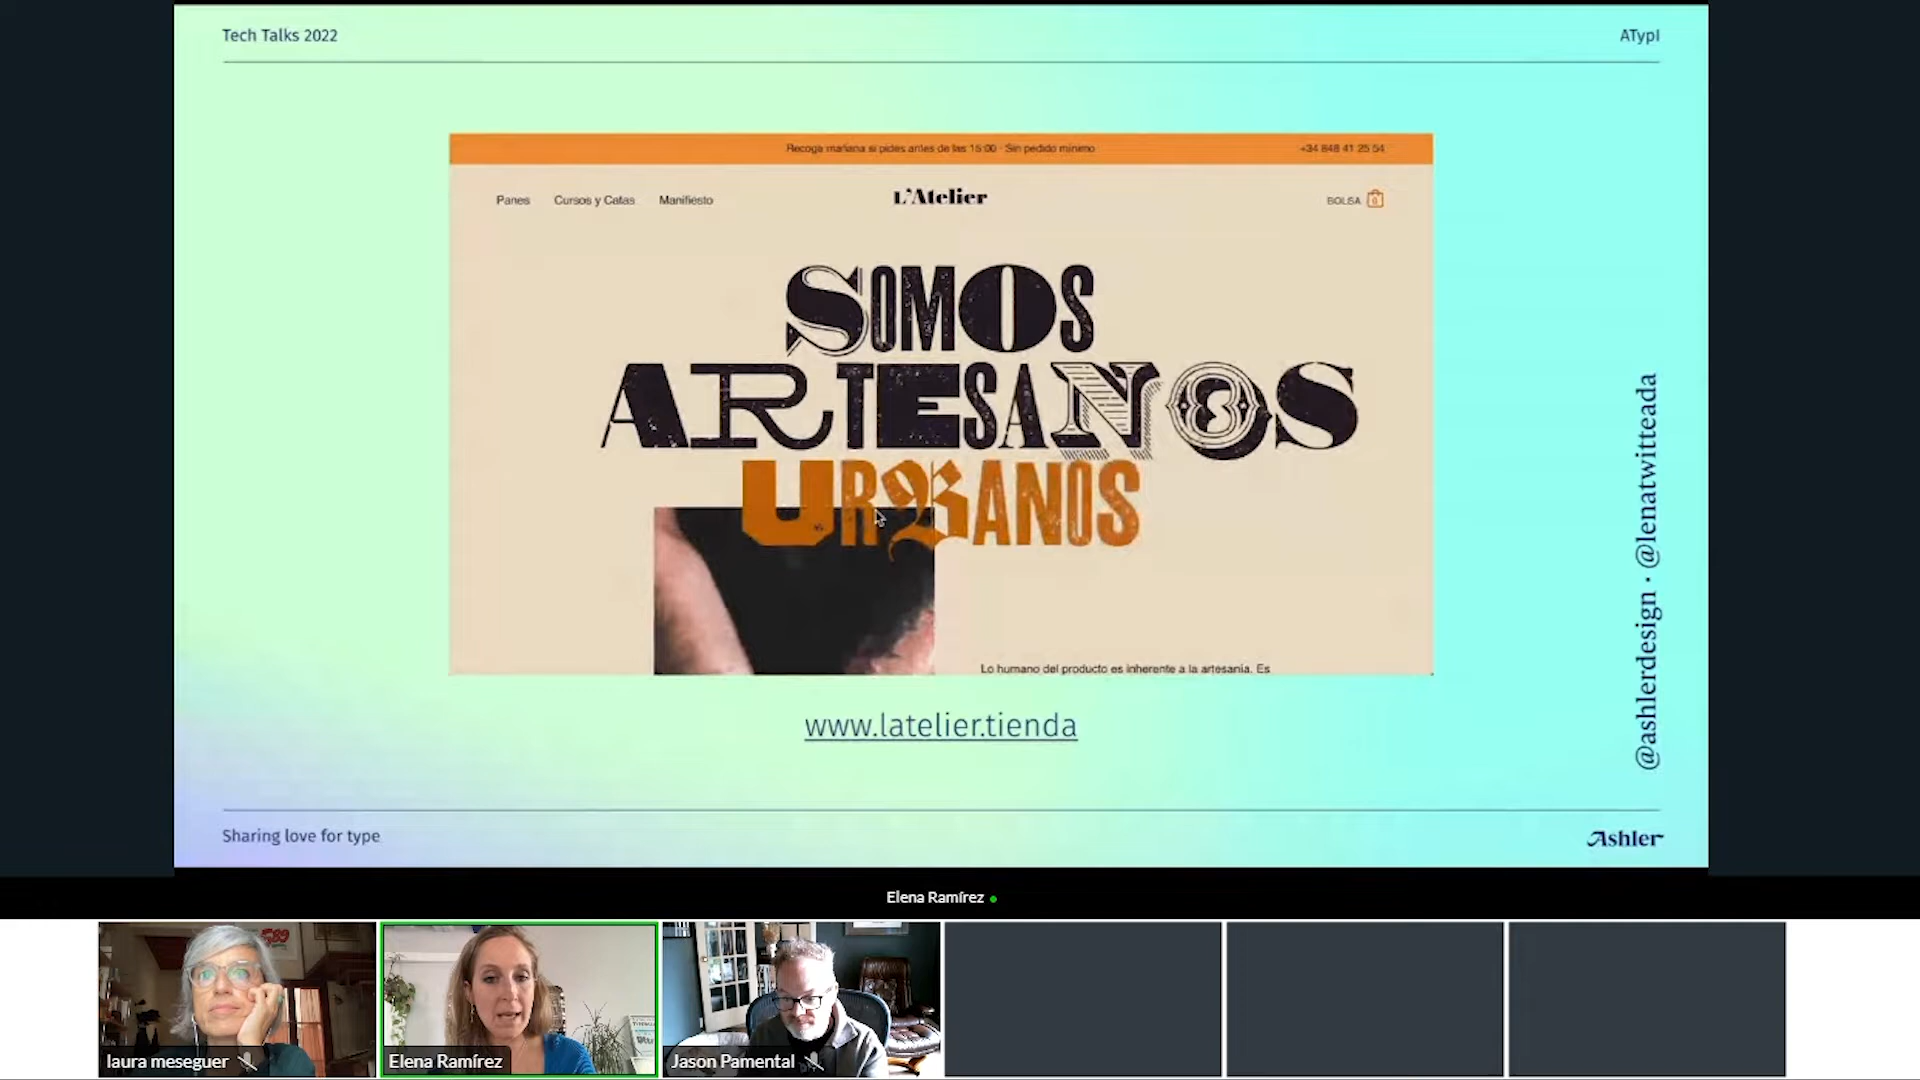 Tech Talks 2022
ATypI
Recoge mañana si pides antes de las 15:00 · Sin pedido mínimo
+34 848 41 25 54
Panes
Cursos y Catas
Manifiesto
L'Atelier
BOLSA 0
SOMOS
ARTESANOS
URBANOS
Lo humano del producto es inherente a la artesanía. Es
www.latelier.tienda
@ashlerdesign · @lenatwitteada
Sharing love for type
Ashler
Elena Ramírez
laura meseguer
Elena Ramírez
Jason Pamental